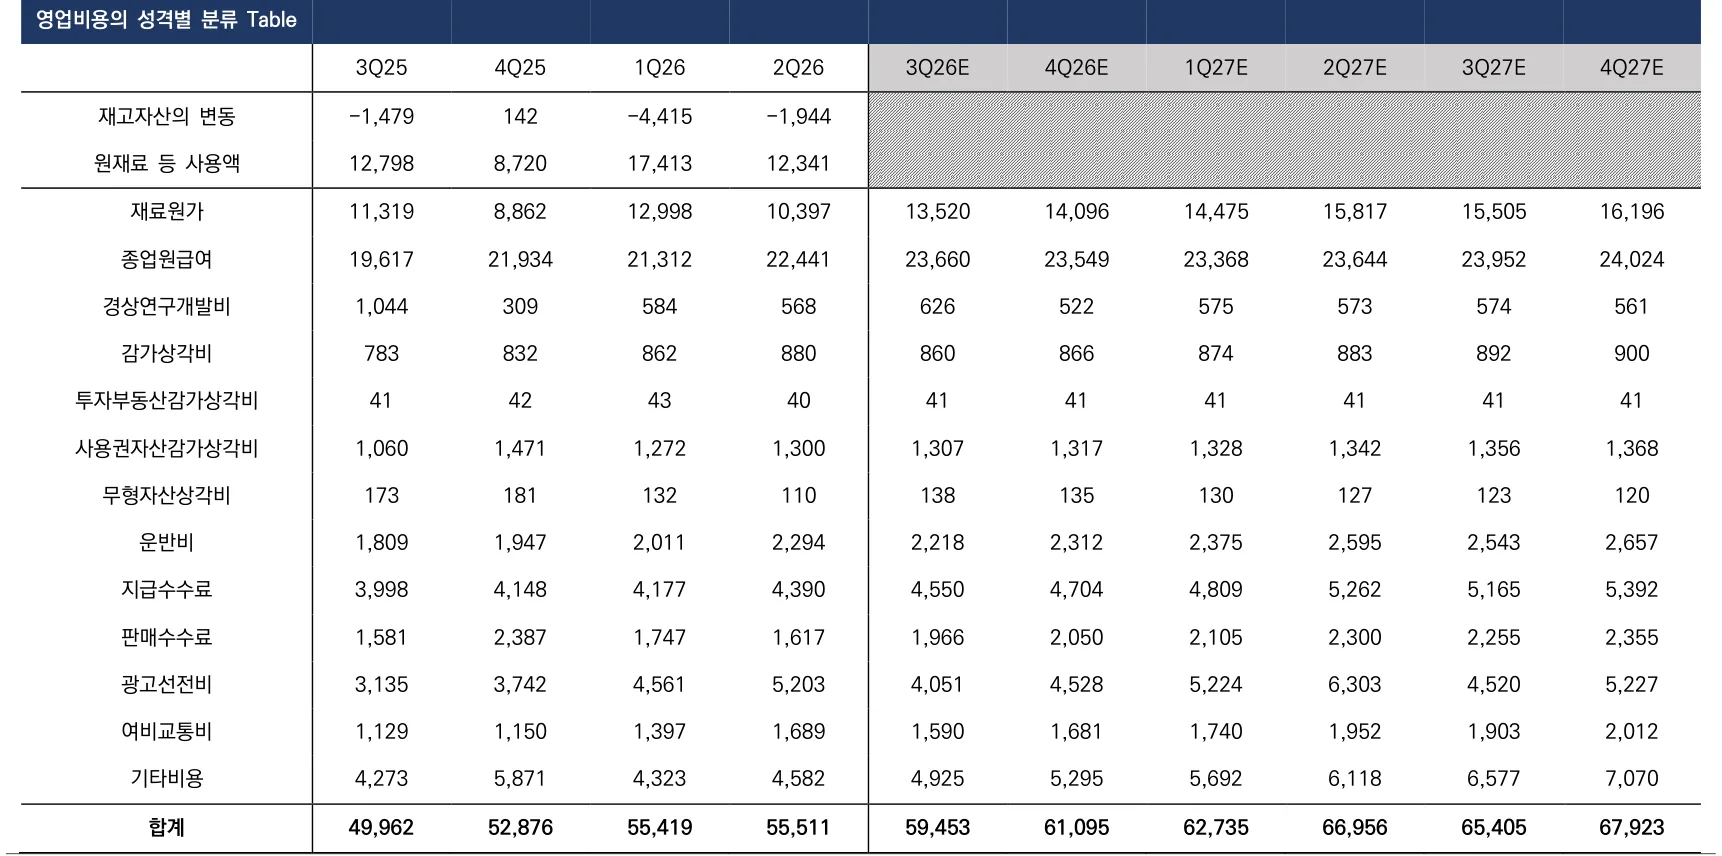 영업비용의 성격별 분류 Table
3Q25 4Q25 1Q26 2Q26 3Q26E 4Q26E 1Q27E 2Q27E 3Q27E 4Q27E
재고자산의 변동 -1,479 142 -4,415 -1,944
원재료 등 사용액 12,798 8,720 17,413 12,341
재료원가 11,319 8,862 12,998 10,397 13,520 14,096 14,475 15,817 15,505 16,196
종업원급여 19,617 21,934 21,312 22,441 23,660 23,549 23,368 23,644 23,952 24,024
경상연구개발비 1,044 309 584 568 626 522 575 573 574 561
감가상각비 783 832 862 880 860 866 874 883 892 900
투자부동산감가상각비 41 42 43 40 41 41 41 41 41 41
사용권자산감가상각비 1,060 1,471 1,272 1,300 1,307 1,317 1,328 1,342 1,356 1,368
무형자산상각비 173 181 132 110 138 135 130 127 123 120
운반비 1,809 1,947 2,011 2,294 2,218 2,312 2,375 2,595 2,543 2,657
지급수수료 3,998 4,148 4,177 4,390 4,550 4,704 4,809 5,262 5,165 5,392
판매수수료 1,581 2,387 1,747 1,617 1,966 2,050 2,105 2,300 2,255 2,355
광고선전비 3,135 3,742 4,561 5,203 4,051 4,528 5,224 6,303 4,520 5,227
여비교통비 1,129 1,150 1,397 1,689 1,590 1,681 1,740 1,952 1,903 2,012
기타비용 4,273 5,871 4,323 4,582 4,925 5,295 5,692 6,118 6,577 7,070
합계 49,962 52,876 55,419 55,511 59,453 61,095 62,735 66,956 65,405 67,923